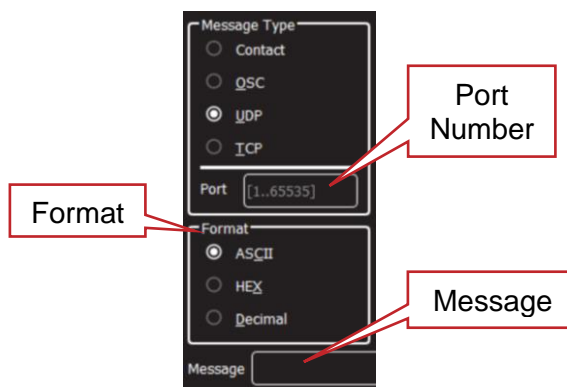 Message Type
Contact
OSC
UDP
TCP
Port [1..65535]
Port
Number
Format
Format
ASCII
HEX
Decimal
Message
Message